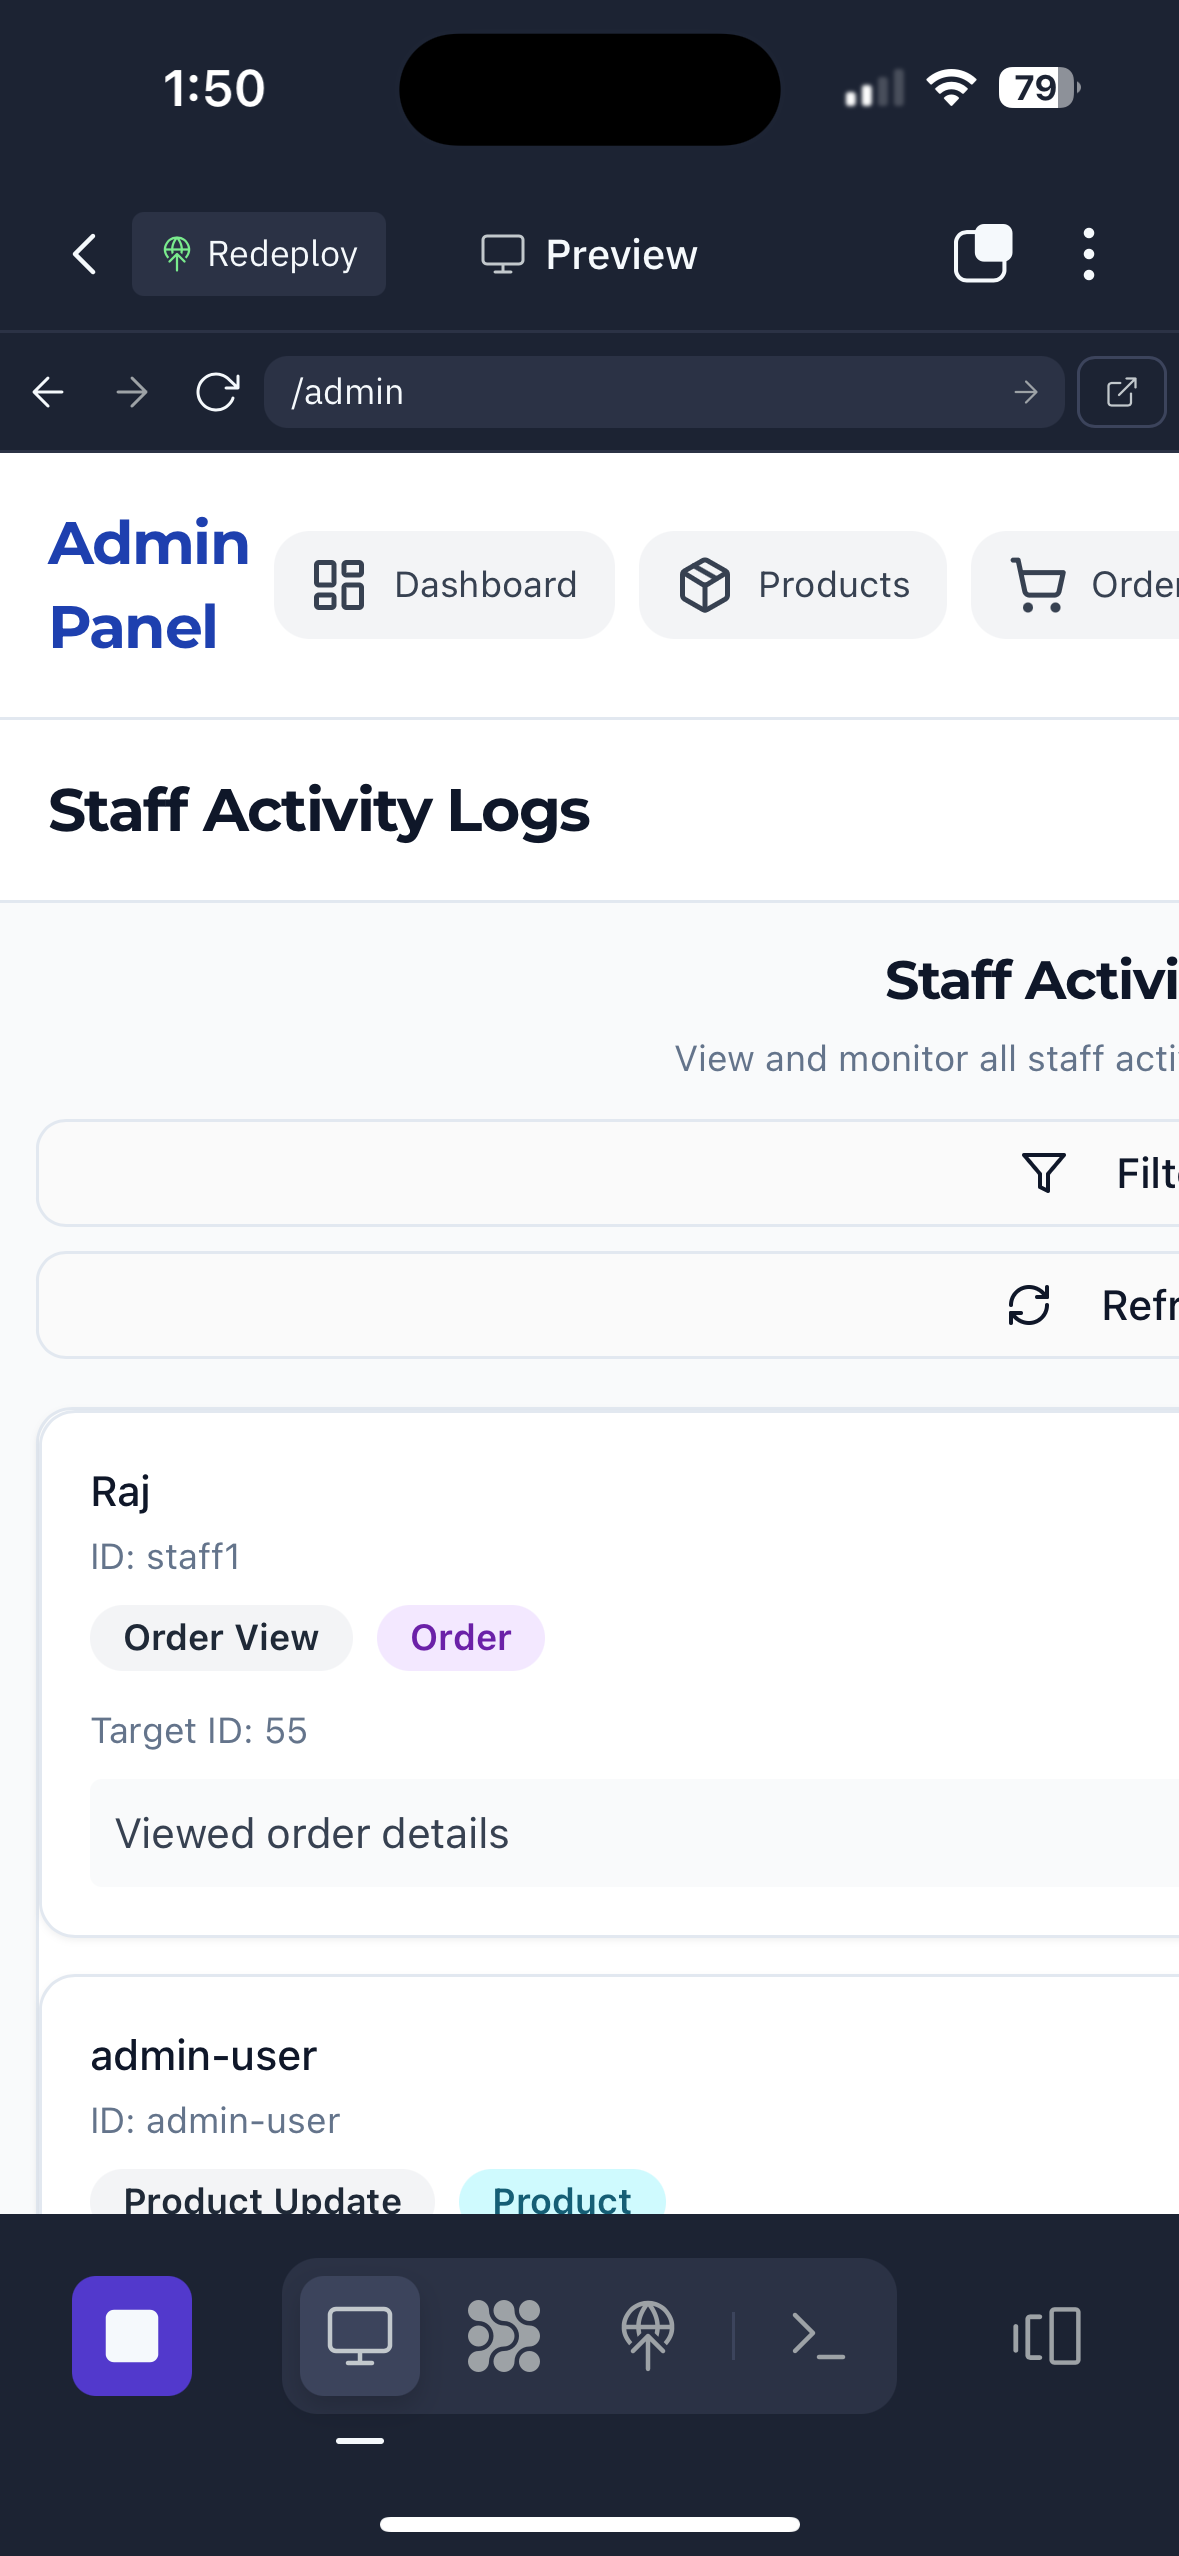 1:50
79
Redeploy
Preview
/admin
Admin
Panel
Dashboard
Products
Order
Staff Activity Logs
Staff Activi
View and monitor all staff acti
Filt
Refr
Raj
ID: staff1
Order View
Order
Target ID: 55
Viewed order details
admin-user
ID: admin-user
Product Update
Product